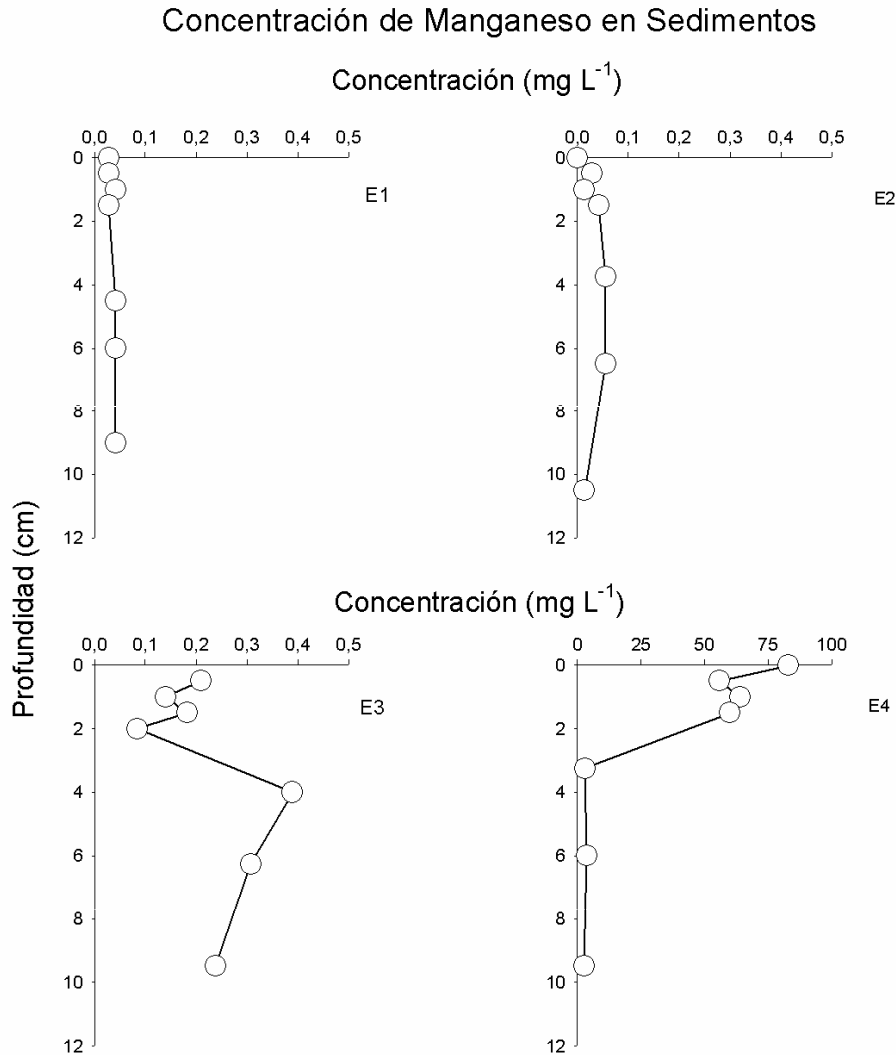 Concentración de Manganeso en Sedimentos
Concentración (mg L⁻¹)
0,0 0,1 0,2 0,3 0,4 0,5
0
2
4
6
8
10
12
E1
0,0 0,1 0,2 0,3 0,4 0,5
0
2
4
6
8
10
12
E2
Profundidad (cm)
Concentración (mg L⁻¹)
0,0 0,1 0,2 0,3 0,4 0,5
0
2
4
6
8
10
12
E3
0 25 50 75 100
0
2
4
6
8
10
12
E4